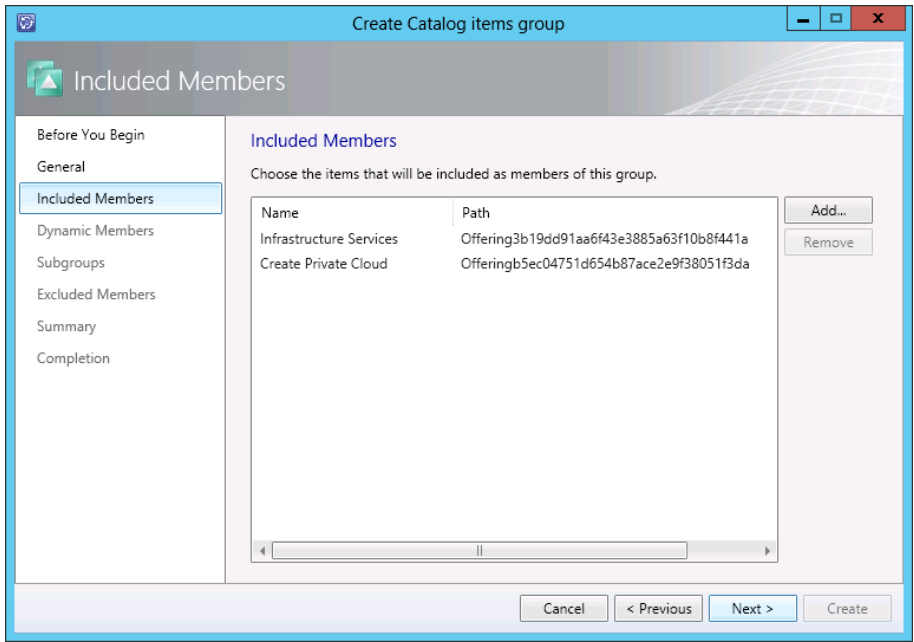 Create Catalog items group
Included Members
Before You Begin
General
Included Members
Dynamic Members
Subgroups
Excluded Members
Summary
Completion
Included Members
Choose the items that will be included as members of this group.
Name Path
Infrastructure Services Offering3b19dd91aa6f43e3885a63f10b8f441a
Create Private Cloud Offeringb5ec04751d654b87ace2e9f38051f3da
Add...
Remove
Cancel < Previous Next > Create